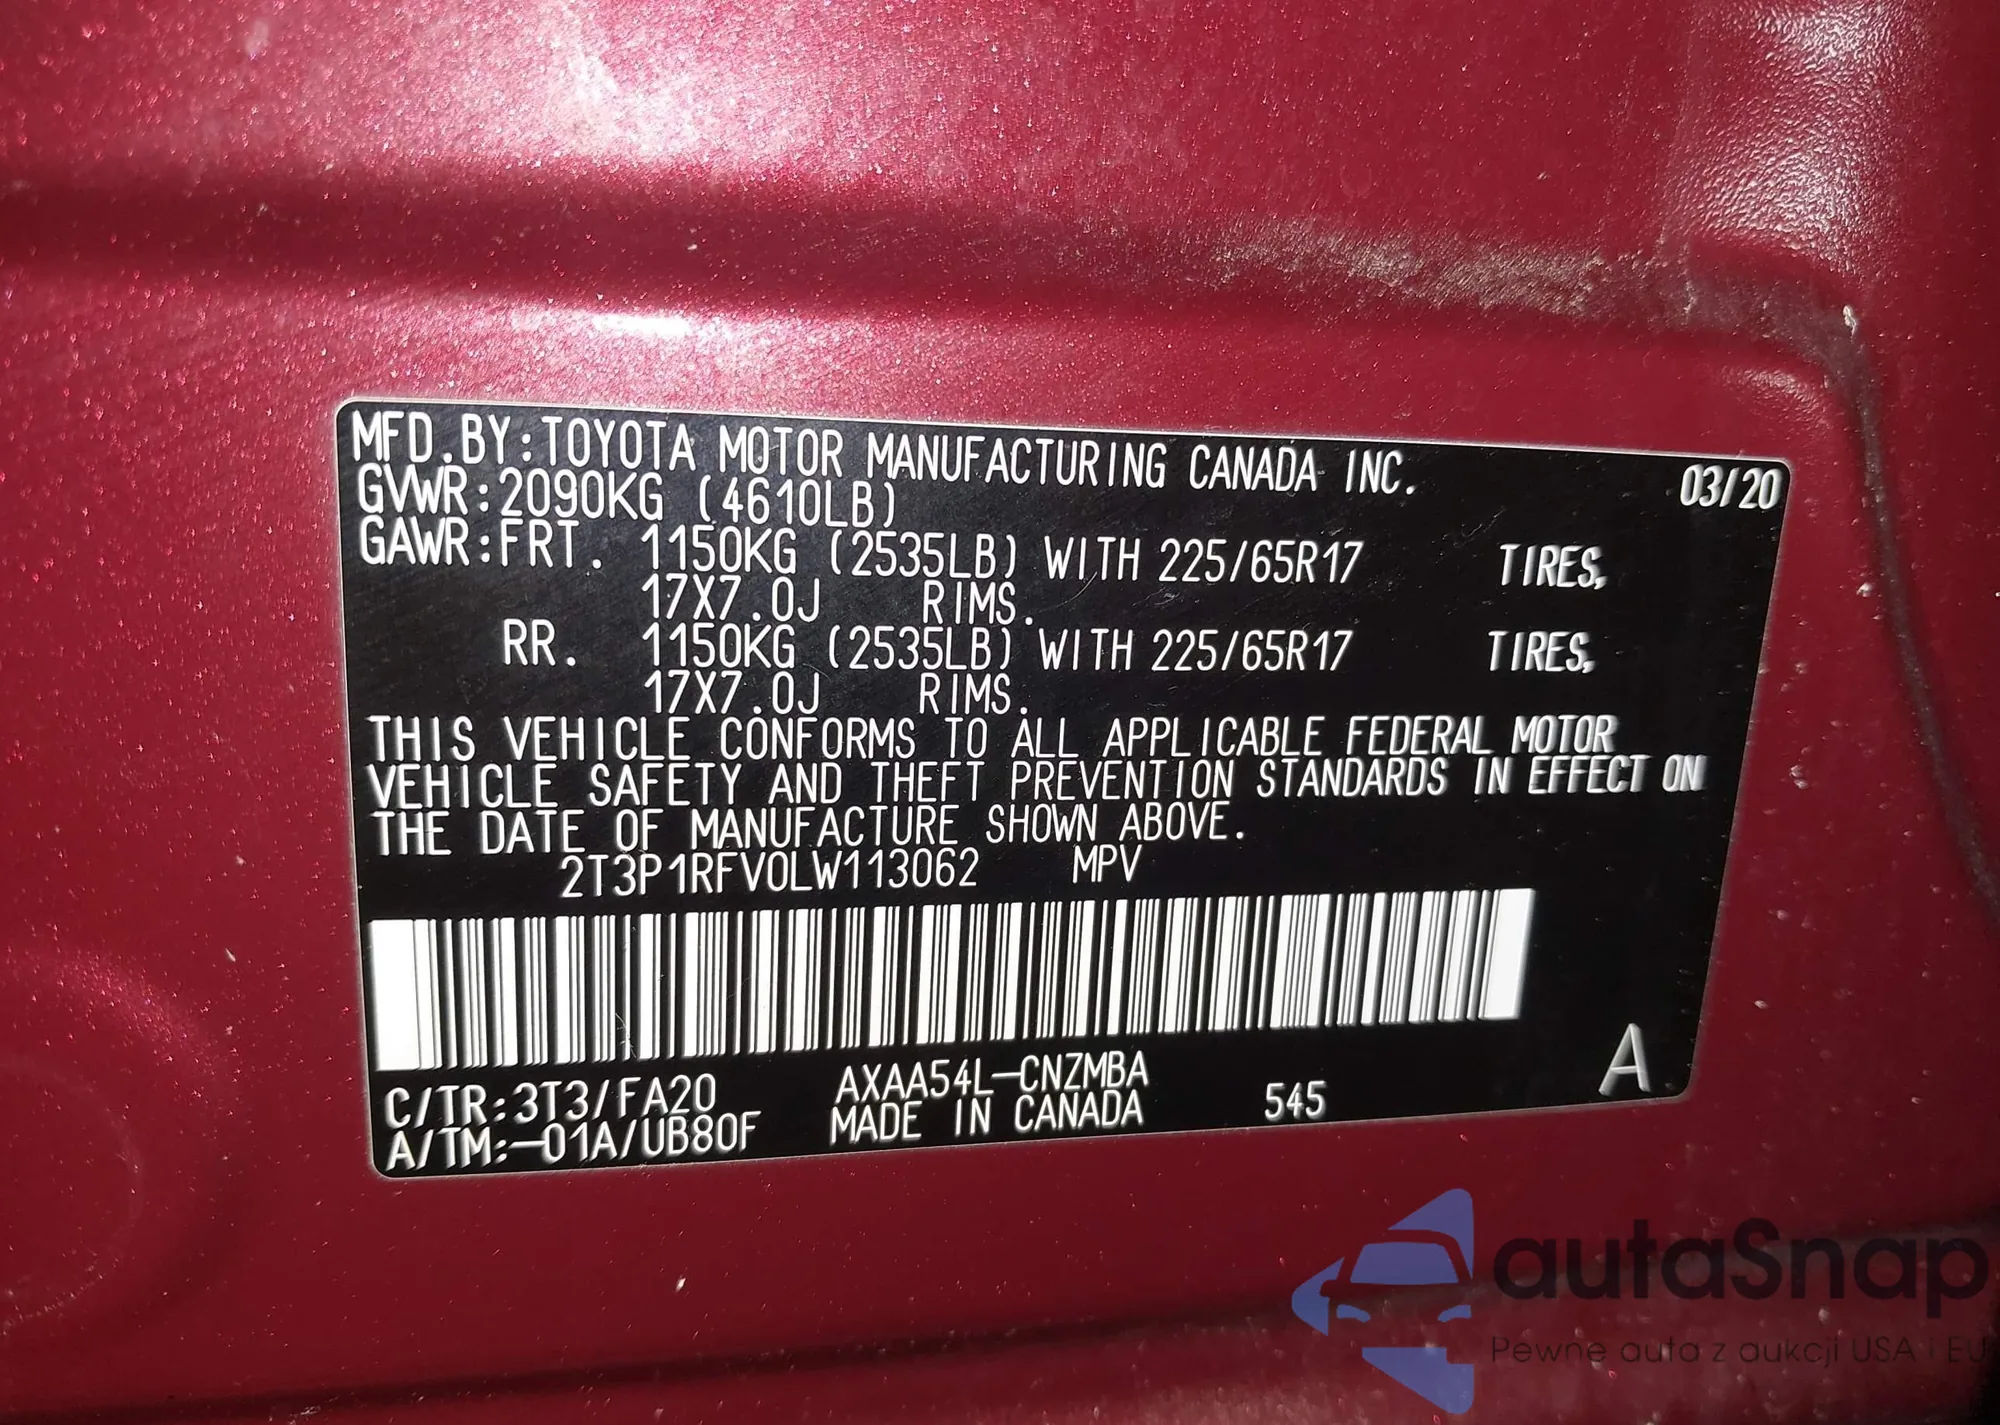 MFD.BY:TOYOTA MOTOR MANUFACTURING CANADA INC. 03/20
GVWR:2090KG (4610LB)
GAWR:FRT. 1150KG (2535LB) WITH 225/65R17 TIRES,
17X7.0J RIMS.
RR. 1150KG (2535LB) WITH 225/65R17 TIRES,
17X7.0J RIMS.
THIS VEHICLE CONFORMS TO ALL APPLICABLE FEDERAL MOTOR
VEHICLE SAFETY AND THEFT PREVENTION STANDARDS IN EFFECT ON
THE DATE OF MANUFACTURE SHOWN ABOVE.
2T3P1RFV0LW113062 MPV
C/TR:3T3/FA20 AXAA54L-CNZMBA 545 A
A/TM:-01A/UB80F MADE IN CANADA
autaSnap
Pewne auta z aukcji USA i EU